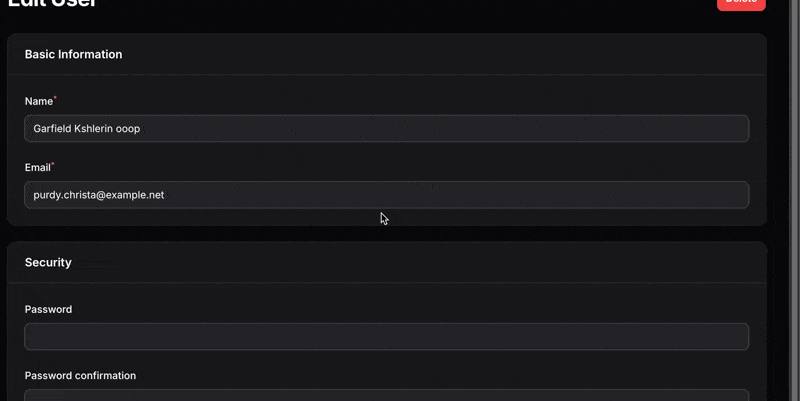 Edit User
Delete
Basic Information
Name*
Garfield Kshlerin ooop
Email*
purdy.christa@example.net
Security
Password
Password confirmation